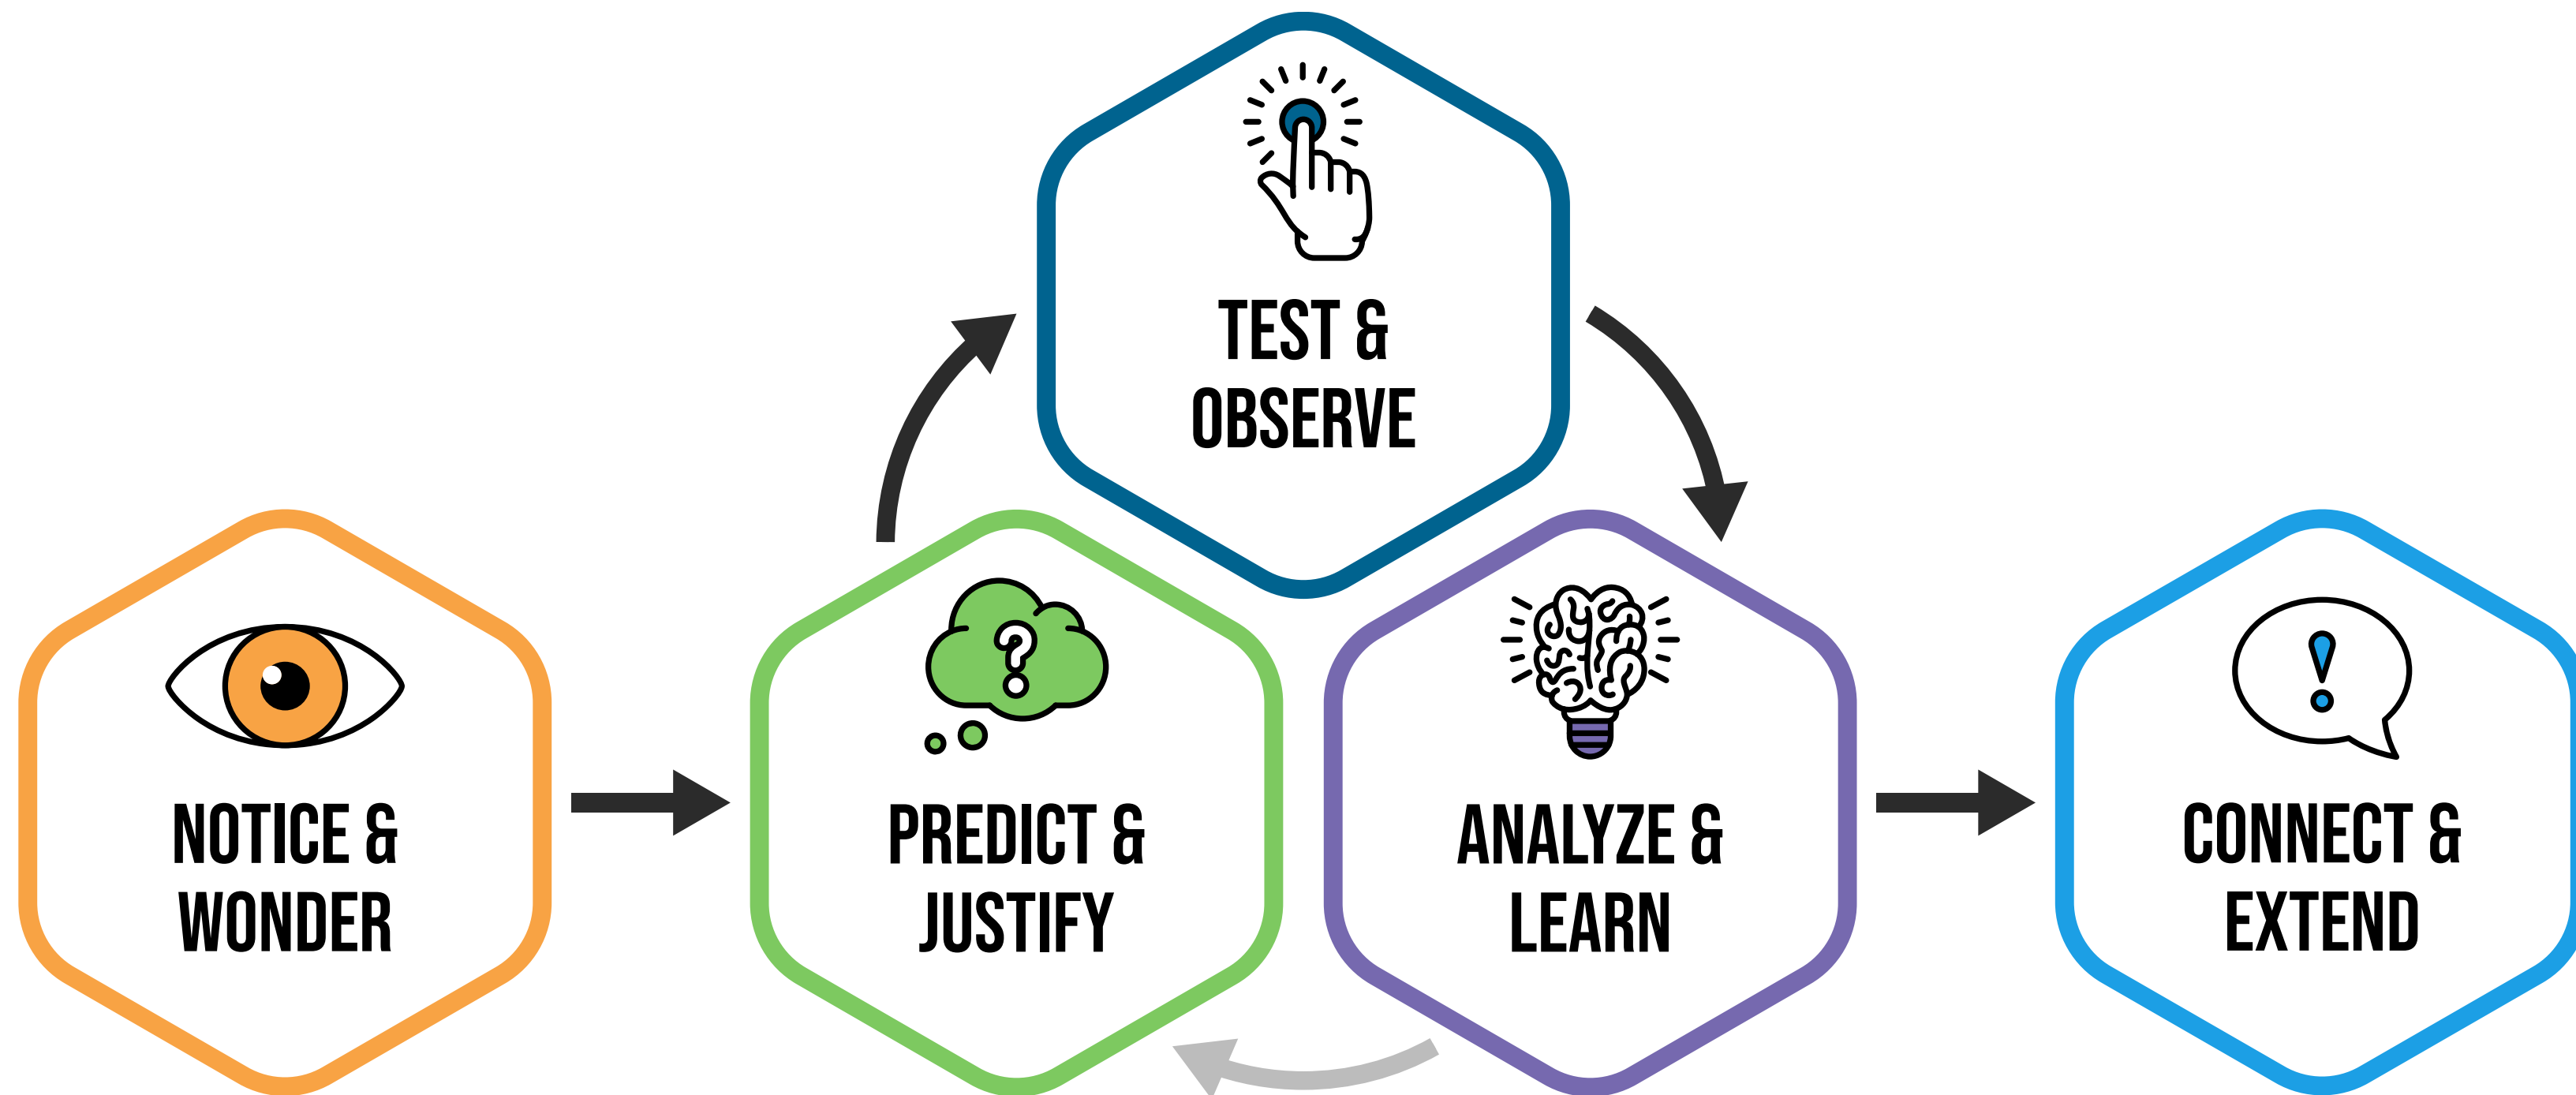 NOTICE &
WONDER
PREDICT &
JUSTIFY
TEST &
OBSERVE
ANALYZE &
LEARN
CONNECT &
EXTEND